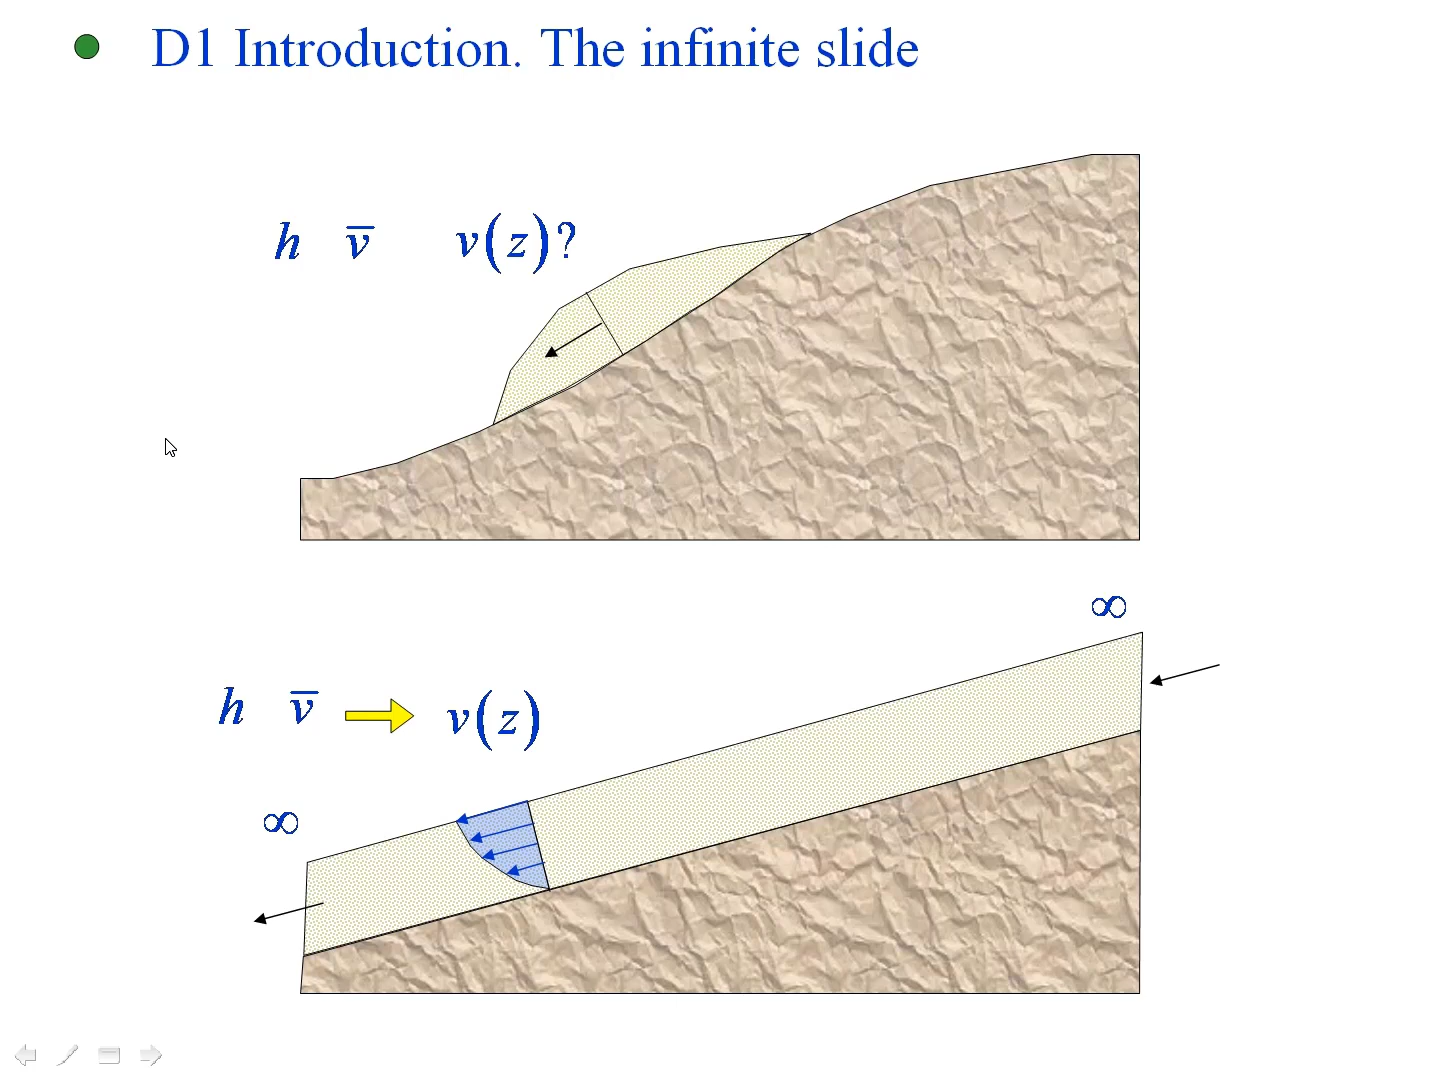 D1 Introduction. The infinite slide
h v̅ v(z)?
∞
h v̅ v(z)
∞